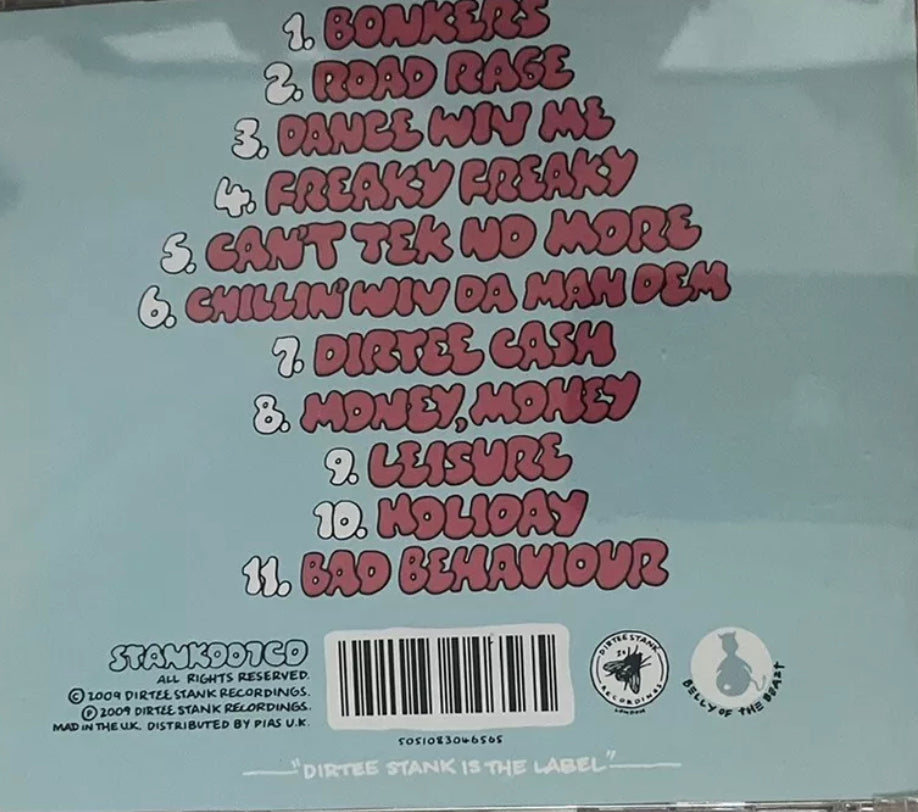 1. BONKERS
2. ROAD RAGE
3. DANCE WIV ME
4. FREAKY FREAKY
5. CAN'T TEK NO MORE
6. CHILLIN' WIV DA MAN DEM
7. DIRTEE CASH
8. MONEY, MONEY
9. LEISURE
10. HOLIDAY
11. BAD BEHAVIOUR
STANK007CD
ALL RIGHTS RESERVED.
© 2009 DIRTEE STANK RECORDINGS.
℗ 2009 DIRTEE STANK RECORDINGS.
MAD IN THE U.K. DISTRIBUTED BY PIAS U.K.
5051083046565
DIRTEE STANK
RECORDINGS
LONDON
BELLY OF THE BEAZT
"DIRTEE STANK IS THE LABEL"